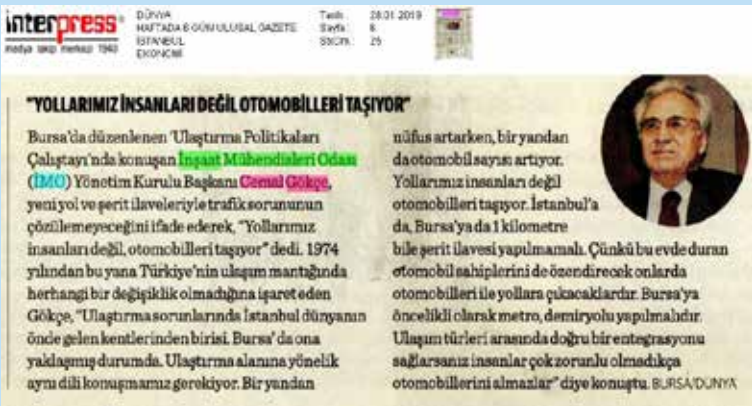 interpress
medya takip merkezi 1940
DÜNYA
HAFTADA 6 GÜN ULUSAL GAZETE
İSTANBUL
EKONOMİ
Tarih : 28.01.2019
Sayfa : 6
StxCm : 25
"YOLLARIMIZ İNSANLARI DEĞİL OTOMOBİLLERİ TAŞIYOR"
Bursa'da düzenlenen 'Ulaştırma Politikaları
Çalıştayı'nda konuşan İnşaat Mühendisleri Odası
(İMO) Yönetim Kurulu Başkanı Cemal Gökçe,
yeni yol ve şerit ilaveleriyle trafik sorununun
çözülemeyeceğini ifade ederek, "Yollarımız
insanları değil, otomobilleri taşıyor" dedi. 1974
yılından bu yana Türkiye'nin ulaşım mantığında
herhangi bir değişiklik olmadığına işaret eden
Gökçe, "Ulaştırma sorunlarında İstanbul dünyanın
önde gelen kentlerinden birisi. Bursa' da ona
yaklaşmış durumda. Ulaştırma alanına yönelik
aynı dili konuşmamız gerekiyor. Bir yandan
nüfus artarken, bir yandan
da otomobil sayısı artıyor.
Yollarımız insanları değil
otomobilleri taşıyor. İstanbul'a
da, Bursa'ya da 1 kilometre
bile şerit ilavesi yapılmamalı. Çünkü bu evde duran
otomobil sahiplerini de özendirecek onlarda
otomobilleri ile yollara çıkacaklardır. Bursa'ya
öncelikli olarak metro, demiryolu yapılmalıdır.
Ulaşım türleri arasında doğru bir entegrasyonu
sağlarsanız insanlar çok zorunlu olmadıkça
otomobillerini almazlar" diye konuştu. BURSA/DÜNYA